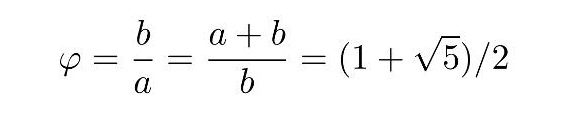 φ = b/a = (a + b)/b = (1 + √5)/2